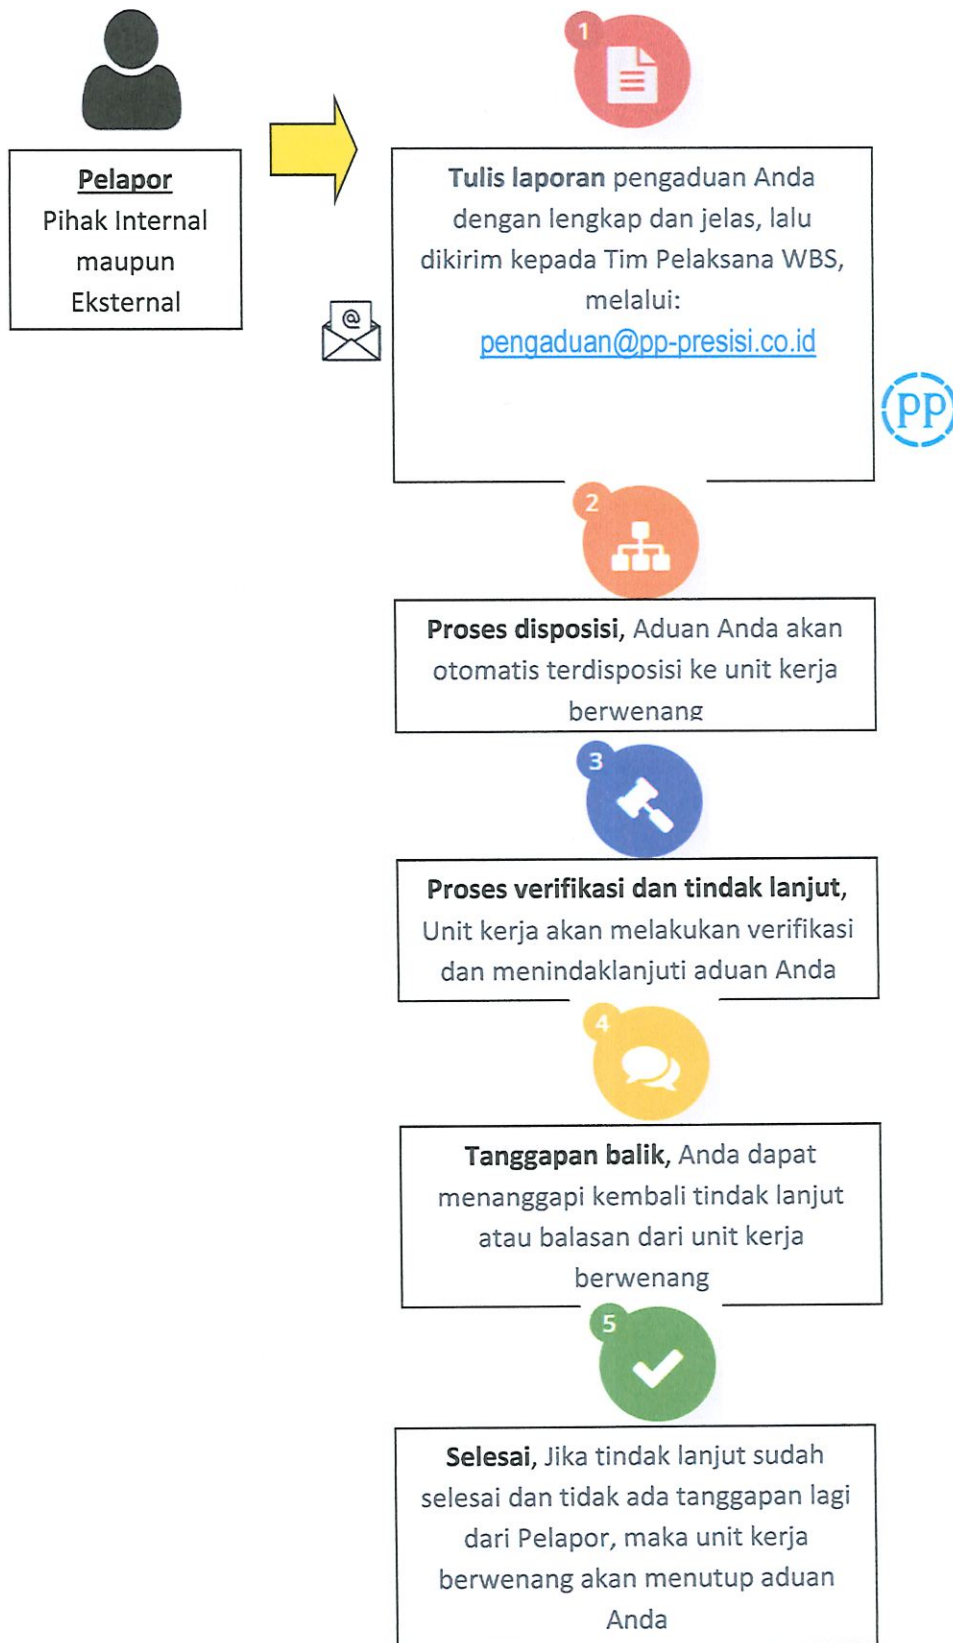 Pelapor
Pihak Internal
maupun
Eksternal
1
Tulis laporan pengaduan Anda
dengan lengkap dan jelas, lalu
dikirim kepada Tim Pelaksana WBS,
melalui:
@
pengaduan@pp-presisi.co.id
pp
2
Proses disposisi, Aduan Anda akan
otomatis terdisposisi ke unit kerja
berwenang
3
Proses verifikasi dan tindak lanjut,
Unit kerja akan melakukan verifikasi
dan menindaklanjuti aduan Anda
4
Tanggapan balik, Anda dapat
menanggapi kembali tindak lanjut
atau balasan dari unit kerja
berwenang
5
Selesai, Jika tindak lanjut sudah
selesai dan tidak ada tanggapan lagi
dari Pelapor, maka unit kerja
berwenang akan menutup aduan
Anda